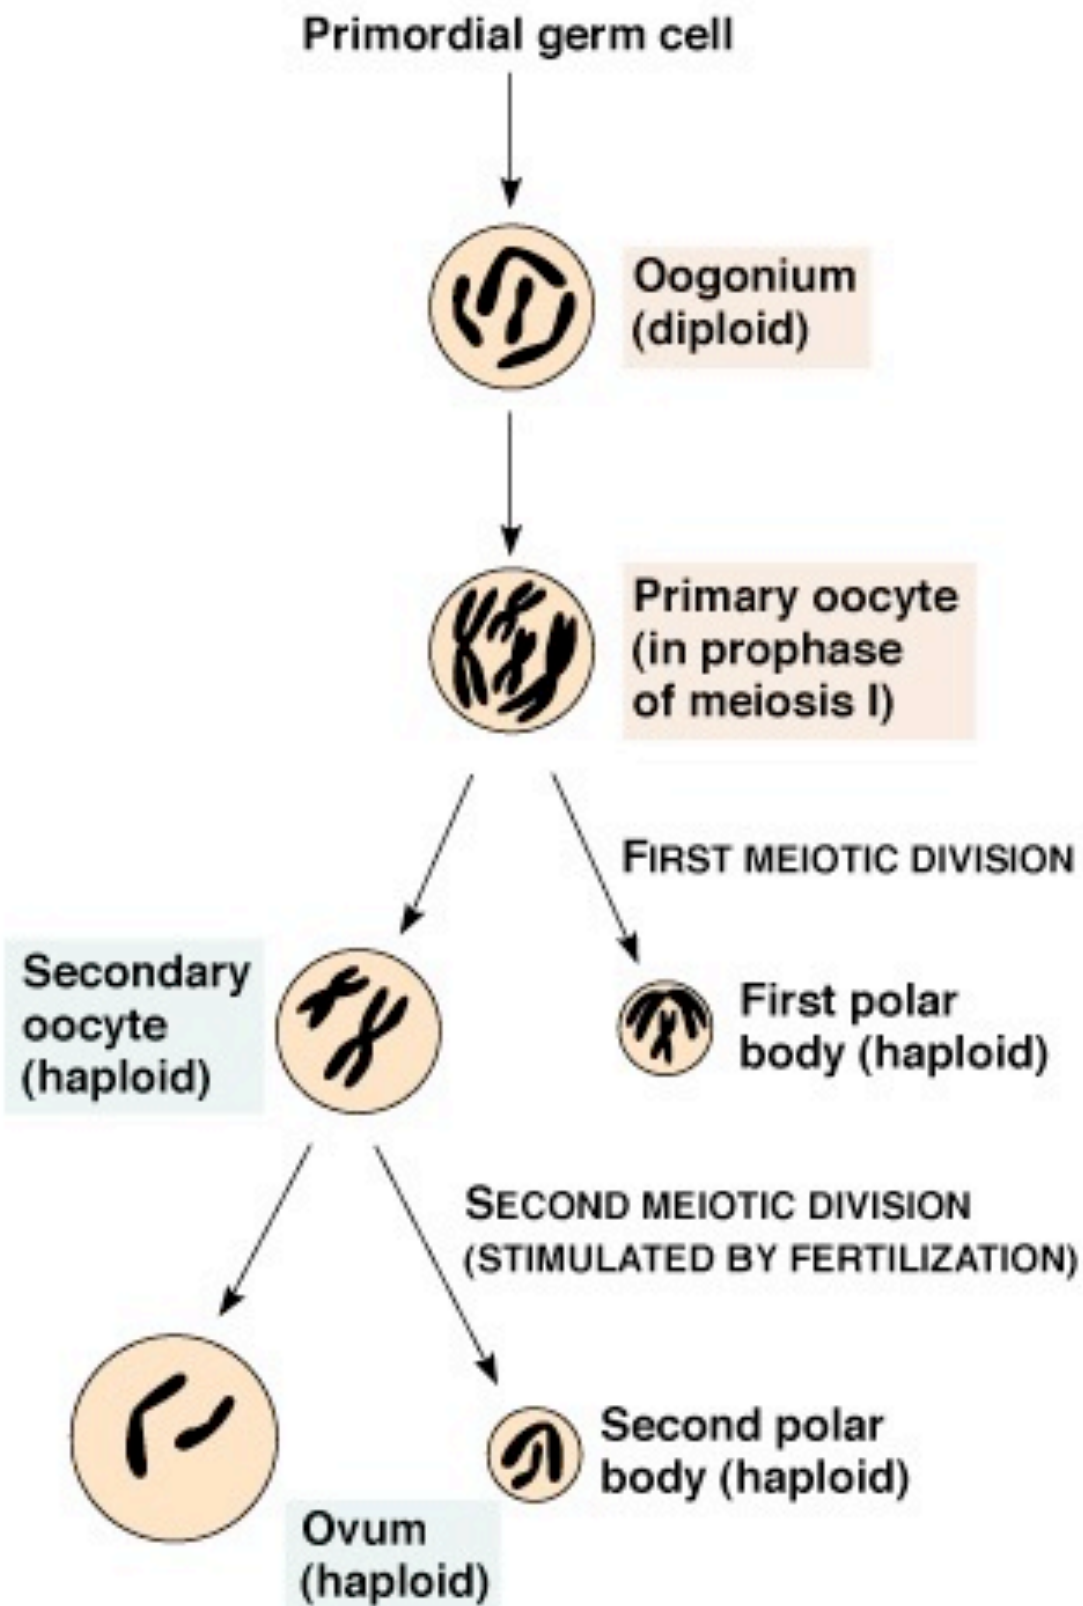 Primordial germ cell
Oogonium
(diploid)
Primary oocyte
(in prophase
of meiosis I)
FIRST MEIOTIC DIVISION
Secondary
oocyte
(haploid)
First polar
body (haploid)
SECOND MEIOTIC DIVISION
(STIMULATED BY FERTILIZATION)
Second polar
body (haploid)
Ovum
(haploid)